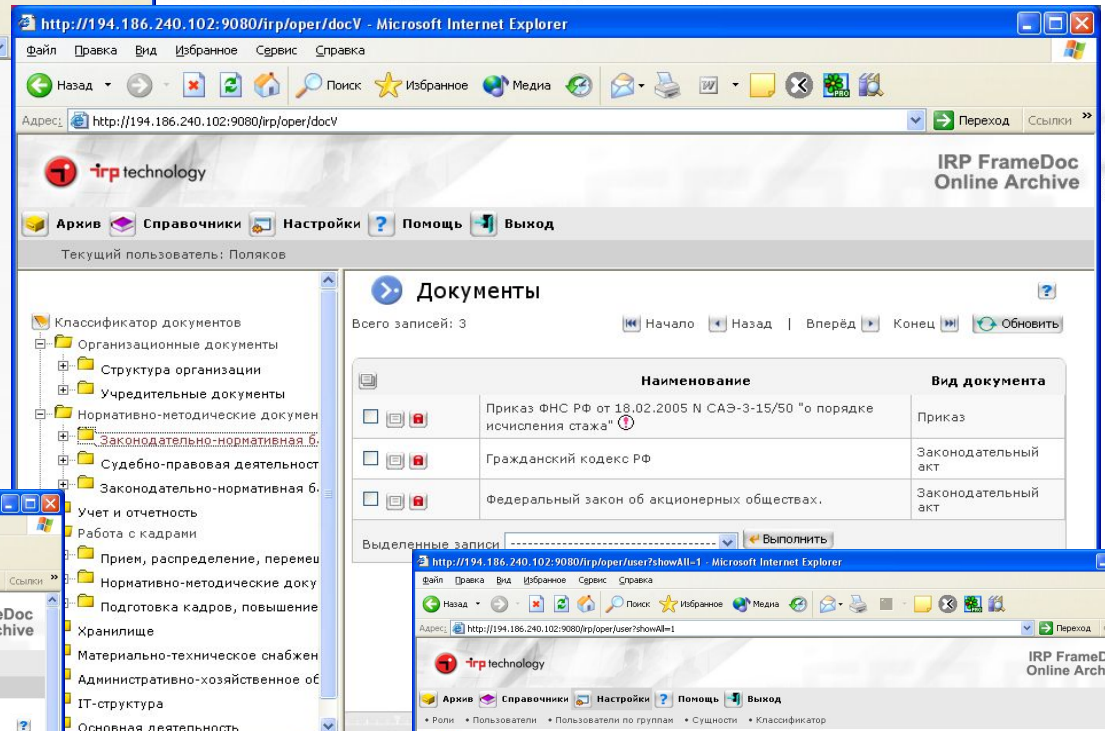 http://194.186.240.102:9080/irp/oper/docV - Microsoft Internet Explorer
Файл Правка Вид Избранное Сервис Справка
Назад Поиск Избранное Медиа
Адрес: http://194.186.240.102:9080/irp/oper/docV Переход Ссылки »
irp technology
IRP FrameDoc
Online Archive
Архив Справочники Настройки ? Помощь Выход
Текущий пользователь: Поляков
Классификатор документов
Организационные документы
Структура организации
Учредительные документы
Нормативно-методические докумен
Законодательно-нормативная б
Судебно-правовая деятельност
Законодательно-нормативная б
Учет и отчетность
Работа с кадрами
Прием, распределение, перемещ
Нормативно-методические доку
Подготовка кадров, повышение
Хранилище
Материально-техническое снабжен
Административно-хозяйственное об
IT-структура
Основная деятельность
Документы ?
Всего записей: 3 Начало Назад | Вперёд Конец Обновить
Наименование Вид документа
Приказ ФНС РФ от 18.02.2005 N САЭ-3-15/50 "о порядке
исчисления стажа" Приказ
Гражданский кодекс РФ Законодательный
акт
Федеральный закон об акционерных обществах. Законодательный
акт
Выделенные записи Выполнить
Ссылки »
eDoc
chive
?
http://194.186.240.102:9080/irp/oper/user?showAll=1 - Microsoft Internet Explorer
Файл Правка Вид Избранное Сервис Справка
Назад Поиск Избранное Медиа
Адрес: http://194.186.240.102:9080/irp/oper/user?showAll=1 Переход
irp technology
IRP FrameD
Online Arch
Архив Справочники Настройки ? Помощь Выход
• Роли • Пользователи • Пользователи по группам • Сущности • Классификатор